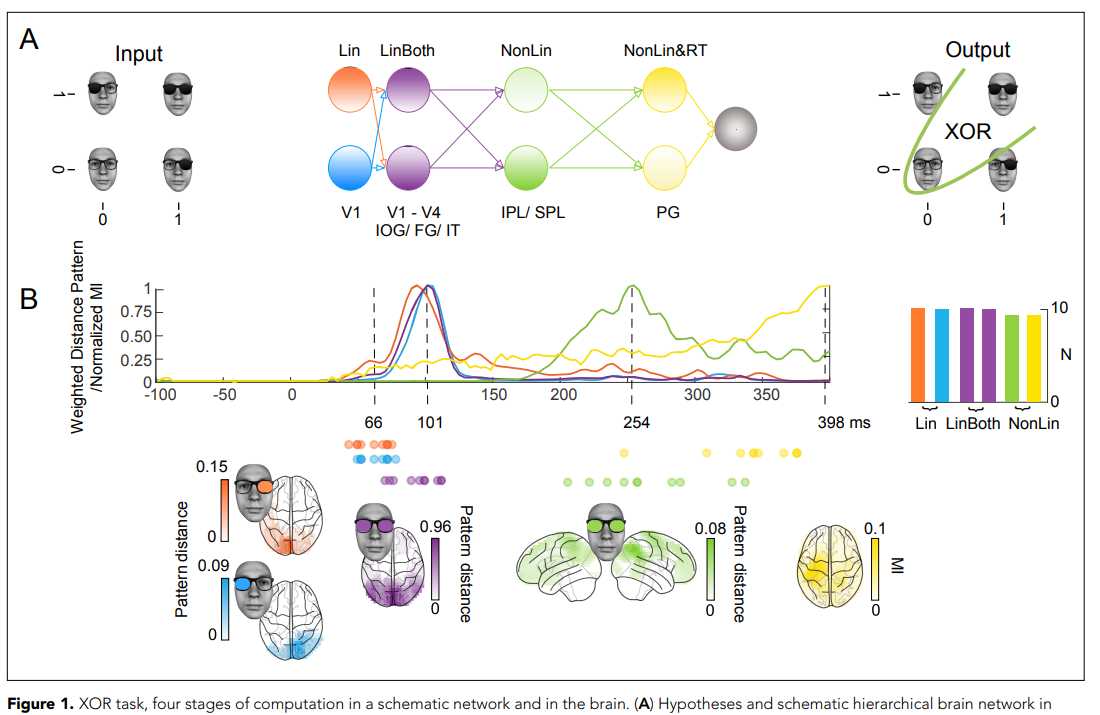 A
Input
Lin LinBoth NonLin NonLin&RT
Output
1
0
0 1
V1
V1 - V4
IOG/ FG/ IT
IPL/ SPL
PG
1
0
XOR
0 1
B
Weighted Distance Pattern
/Normalized MI
1
0.75
0.50
0.25
0
-100 -50 0 150 200 300 350
66 101 254 398 ms
10
N
0
Lin LinBoth NonLin
0.15
0
Pattern distance
0.09
0
0.96
0
Pattern distance
0.08
0
Pattern distance
0.1
0
MI
Figure 1. XOR task, four stages of computation in a schematic network and in the brain. (A) Hypotheses and schematic hierarchical brain network in